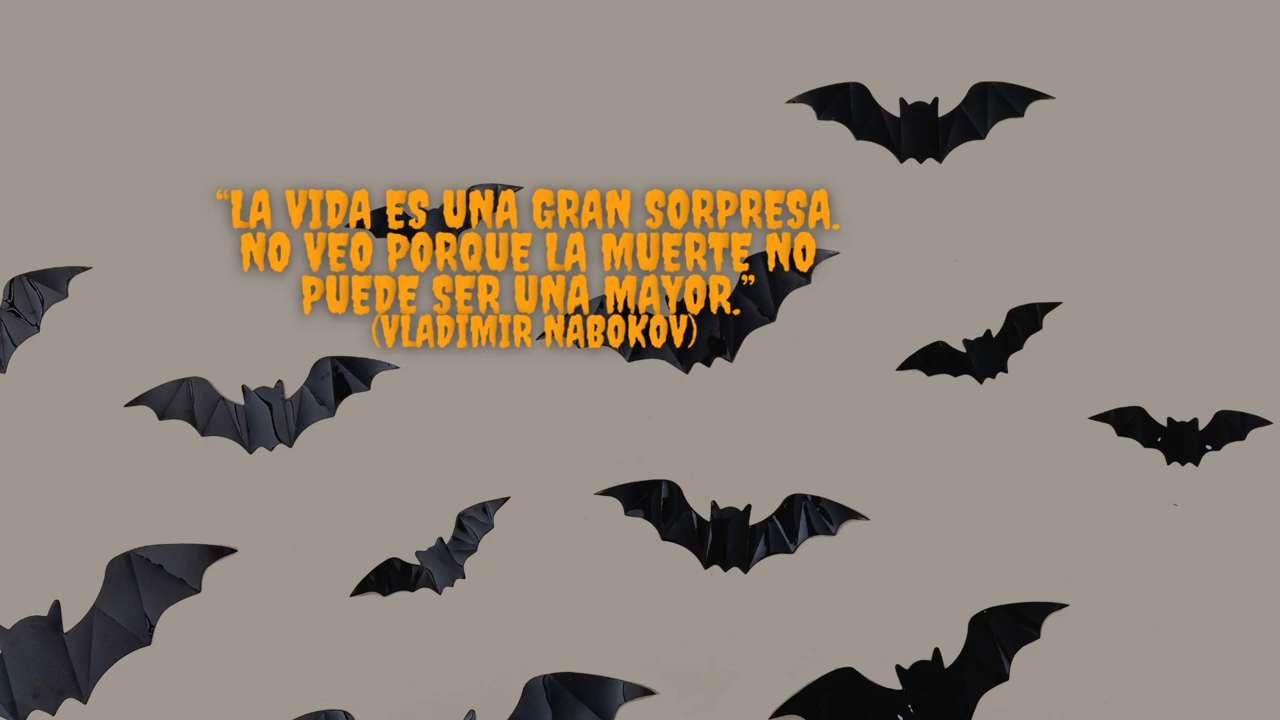 “LA VIDA ES UNA GRAN SORPRESA.
NO VEO PORQUE LA MUERTE NO
PUEDE SER UNA MAYOR.”
(VLADIMIR NABOKOV)